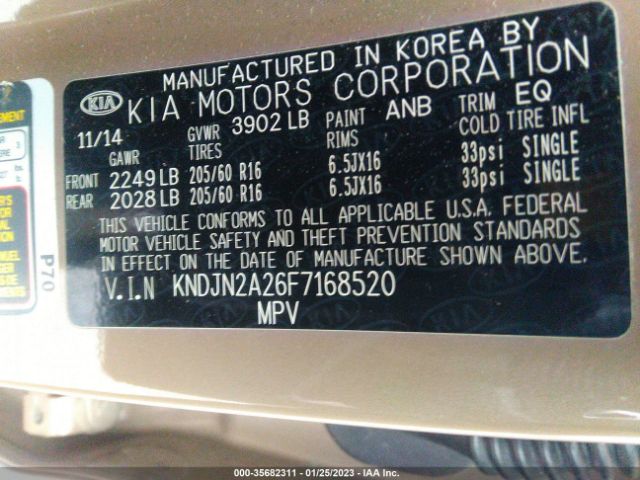 MANUFACTURED IN KOREA BY
KIA KIA MOTORS CORPORATION
11/14 GVWR 3902 LB PAINT ANB TRIM EQ
GAWR TIRES RIMS COLD TIRE INFL
FRONT 2249 LB 205/60 R16 6.5JX16 33psi SINGLE
REAR 2028 LB 205/60 R16 6.5JX16 33psi SINGLE
THIS VEHICLE CONFORMS TO ALL APPLICABLE U.S.A. FEDERAL
MOTOR VEHICLE SAFETY AND THEFT PREVENTION STANDARDS
IN EFFECT ON THE DATE OF MANUFACTURE SHOWN ABOVE.
V.I.N KNDJN2A26F7168520
MPV
P70
000-35682311 - 01/25/2023 - IAA Inc.